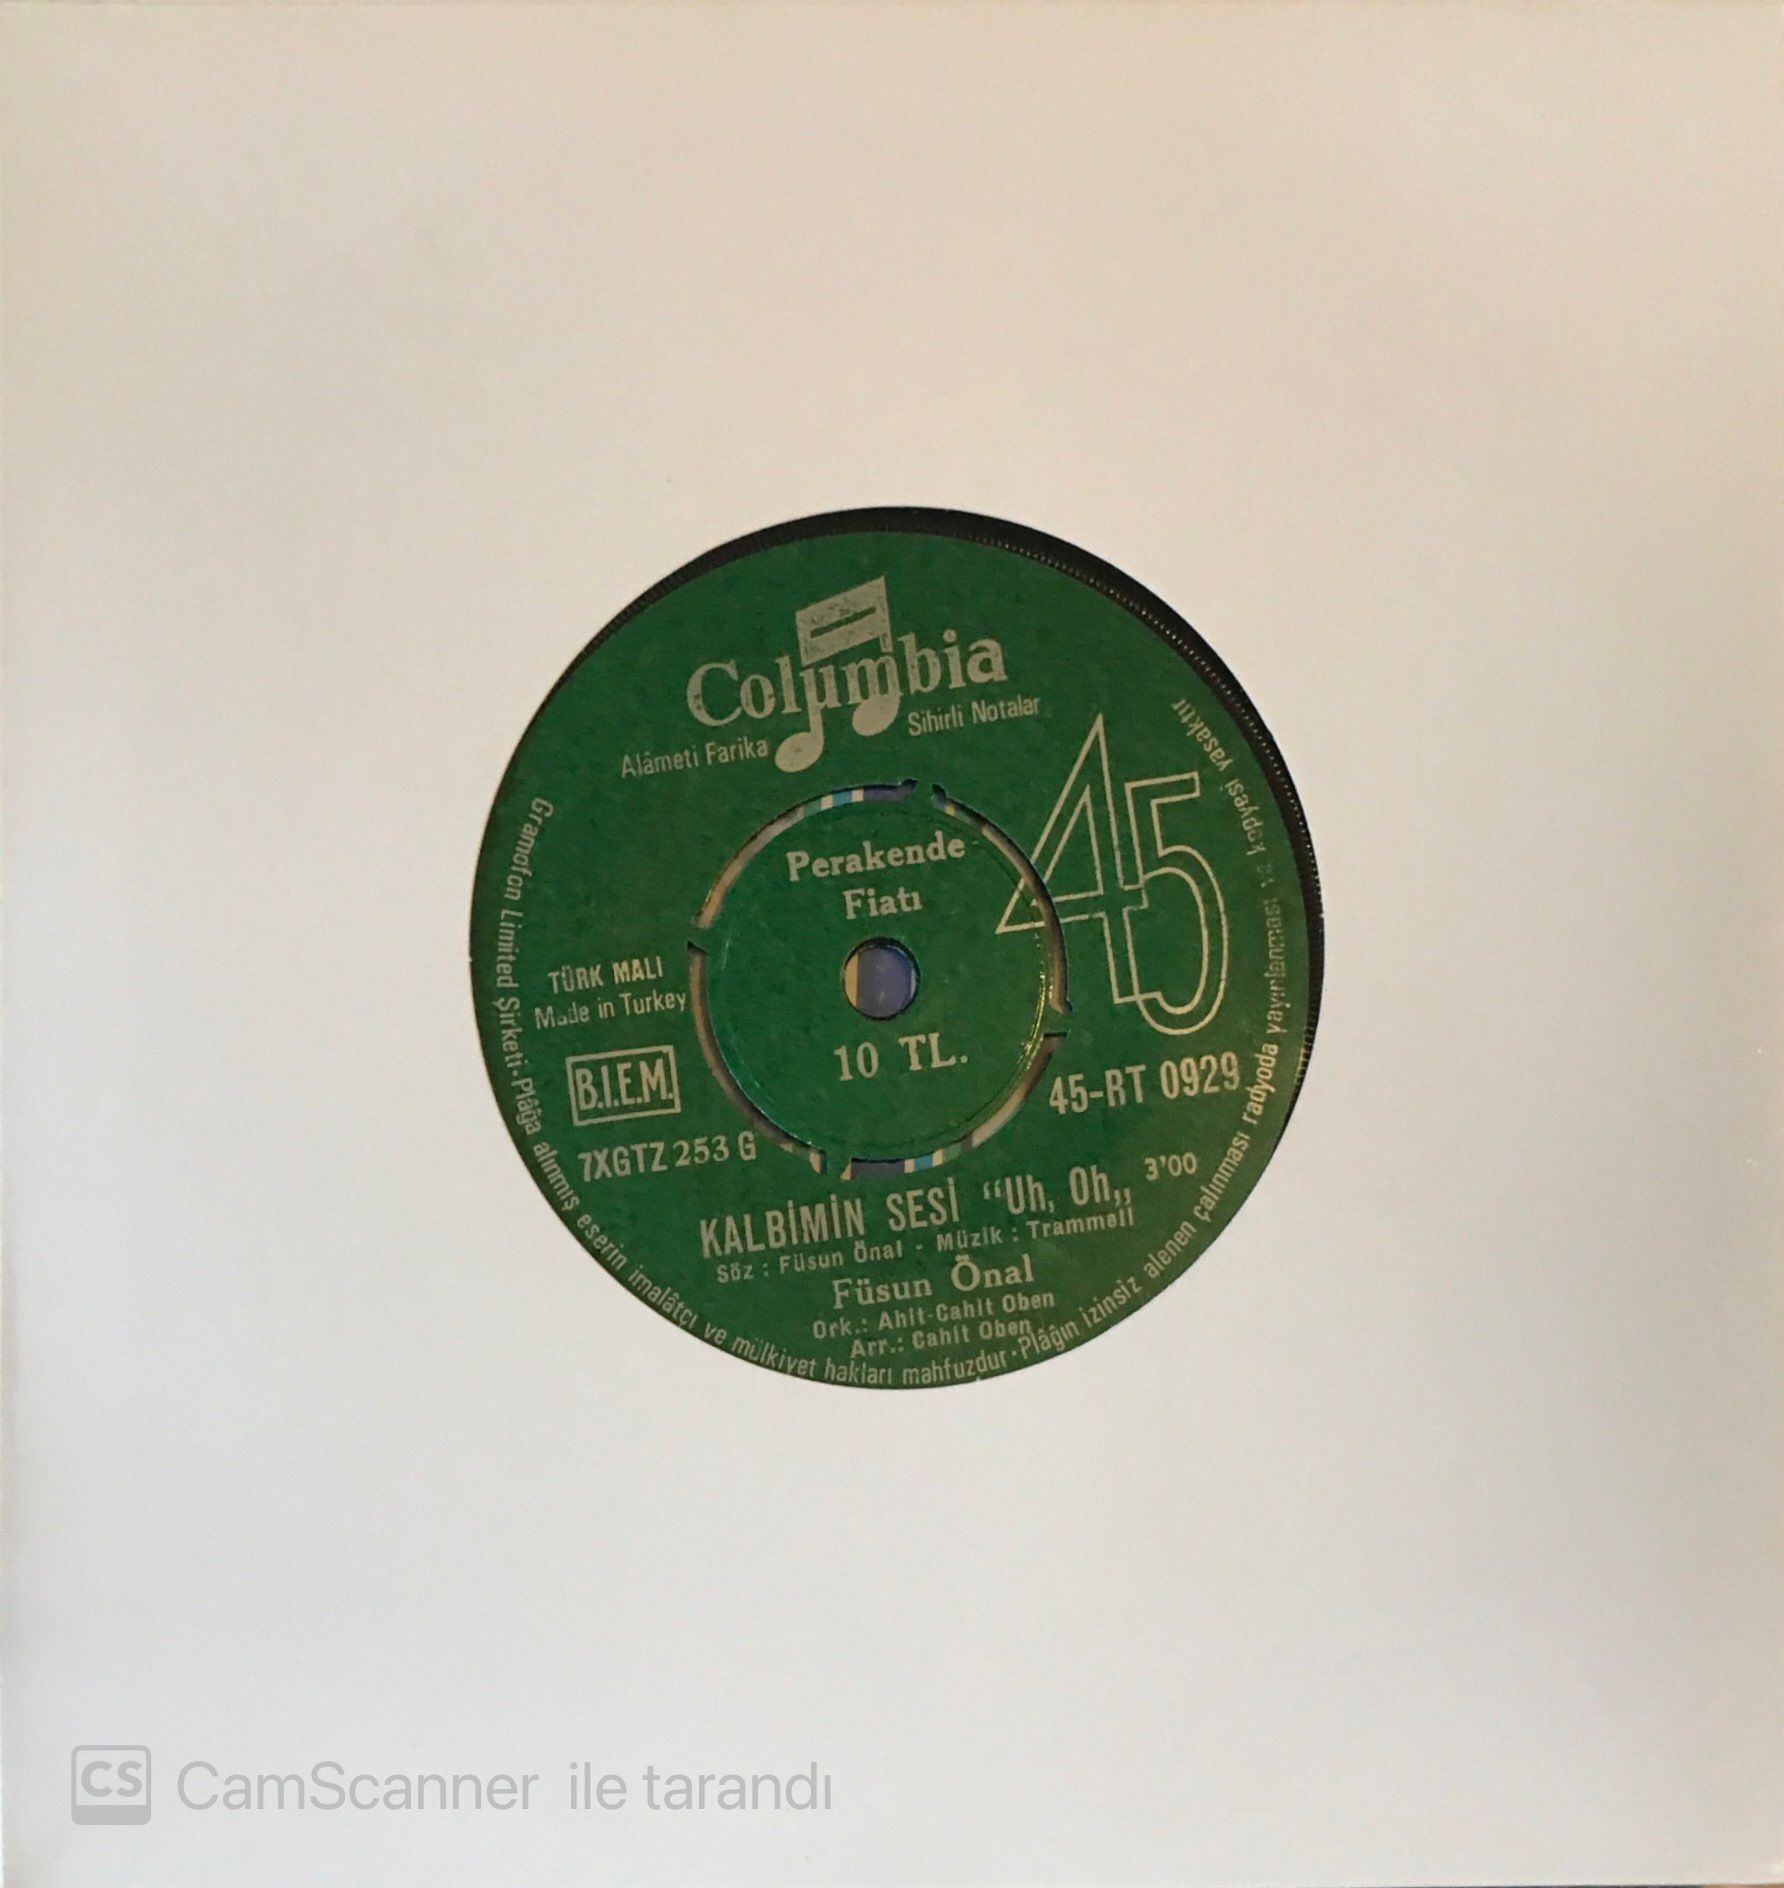 Columbia
Alâmeti Farika
Sihirli Notalar
45
Perakende
Fiatı
10 TL.
TÜRK MALI
Made in Turkey
B.I.E.M.
7XGTZ 253 G
45-RT 0929
KALBİMİN SESİ “Uh, Oh„ 3'00
Söz : Füsun Önal - Müzik : Trammell
Füsun Önal
Ork.: Ahit-Cahit Oben
Arr.: Cahit Oben
Gramofon Limited Şirketi·Plâğa alınmış eserin imalâtçı ve mülkiyet hakları mahfuzdur·Plâğın izinsiz alenen çalınması radyoda yayınlanması ve kopyesi yasaktır
CS CamScanner ile tarandı